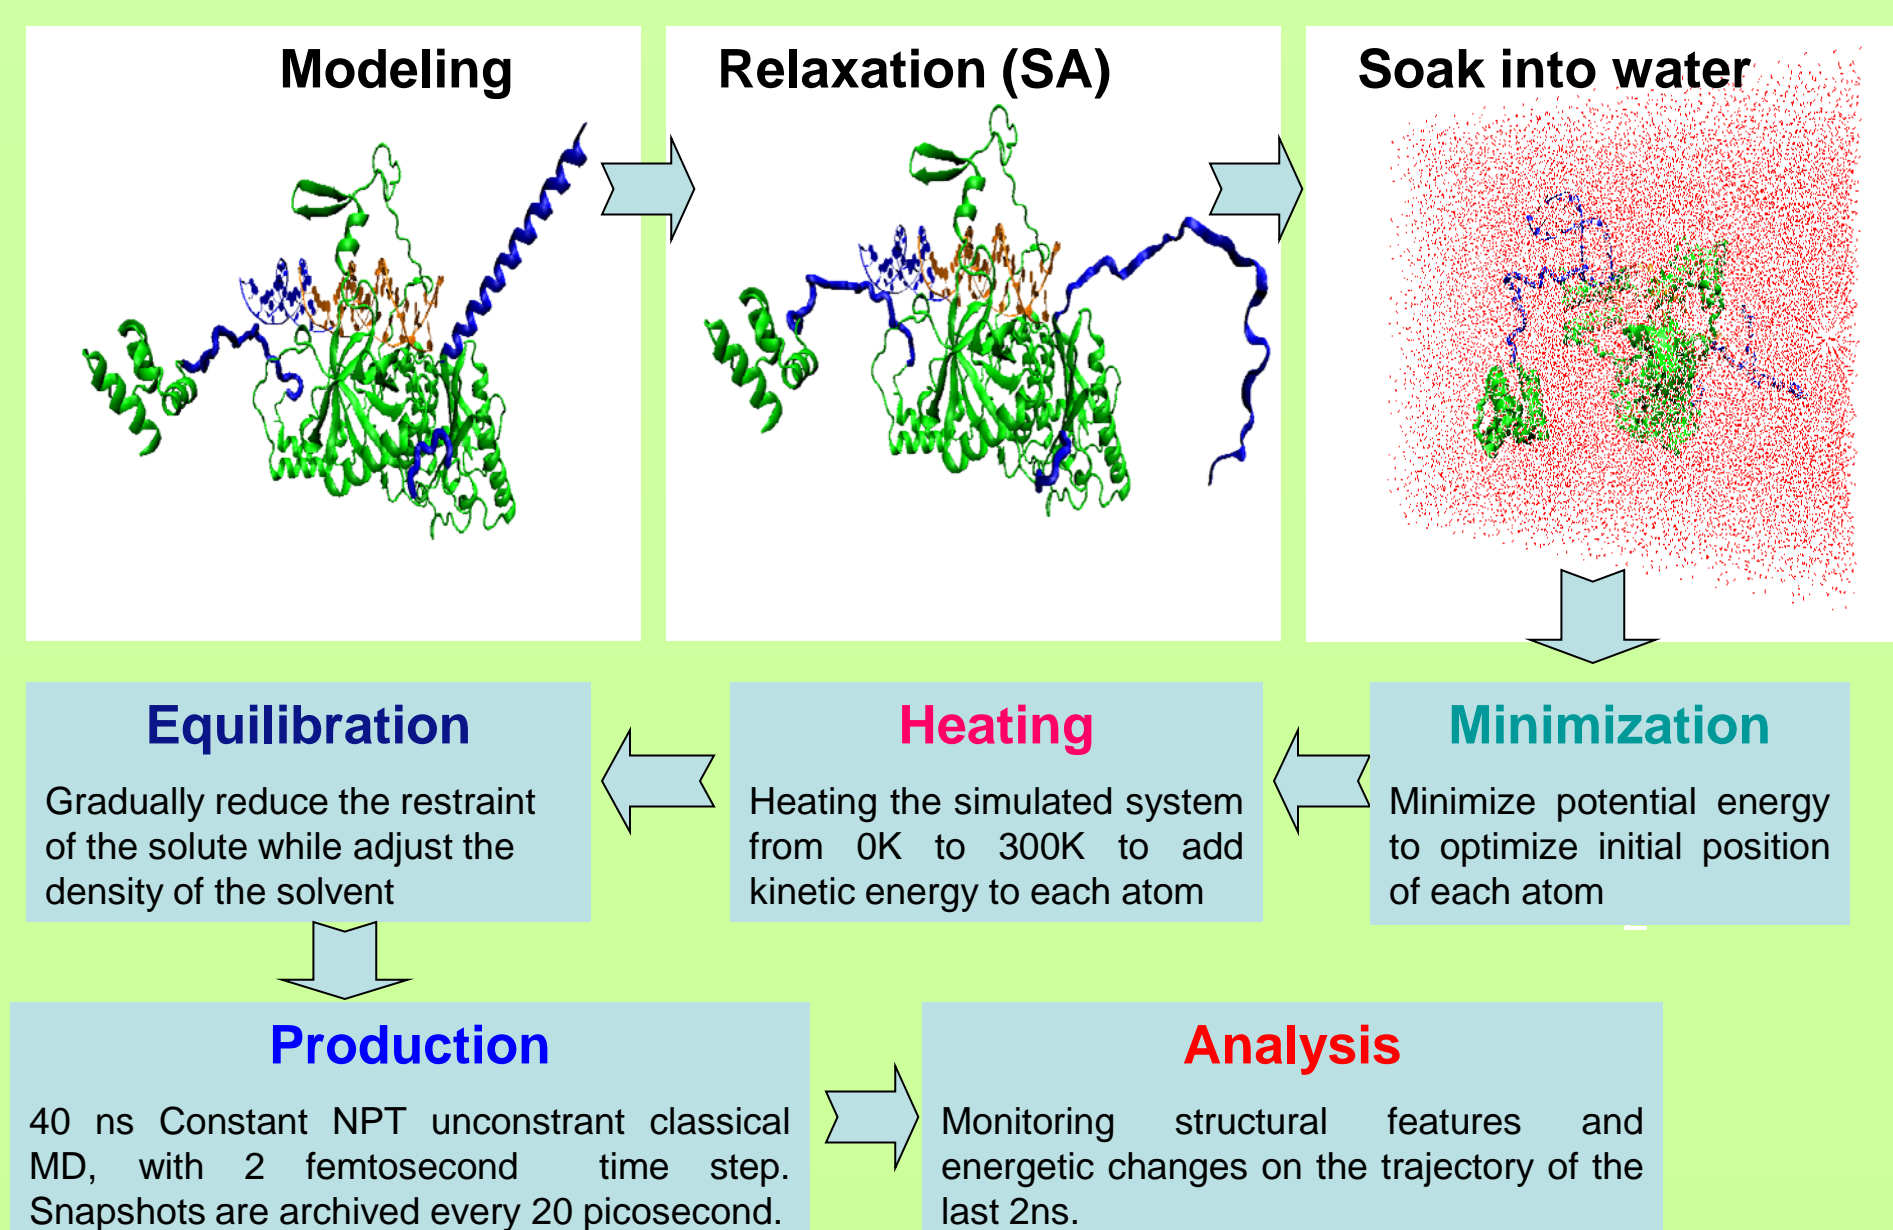 Modeling
Relaxation (SA)
Soak into water
Minimization
Minimize potential energy
to optimize initial position
of each atom
Heating
Heating the simulated system
from 0K to 300K to add
kinetic energy to each atom
Equilibration
Gradually reduce the restraint
of the solute while adjust the
density of the solvent
Production
40 ns Constant NPT unconstrant classical
MD, with 2 femtosecond time step.
Snapshots are archived every 20 picosecond.
Analysis
Monitoring structural features and
energetic changes on the trajectory of the
last 2ns.